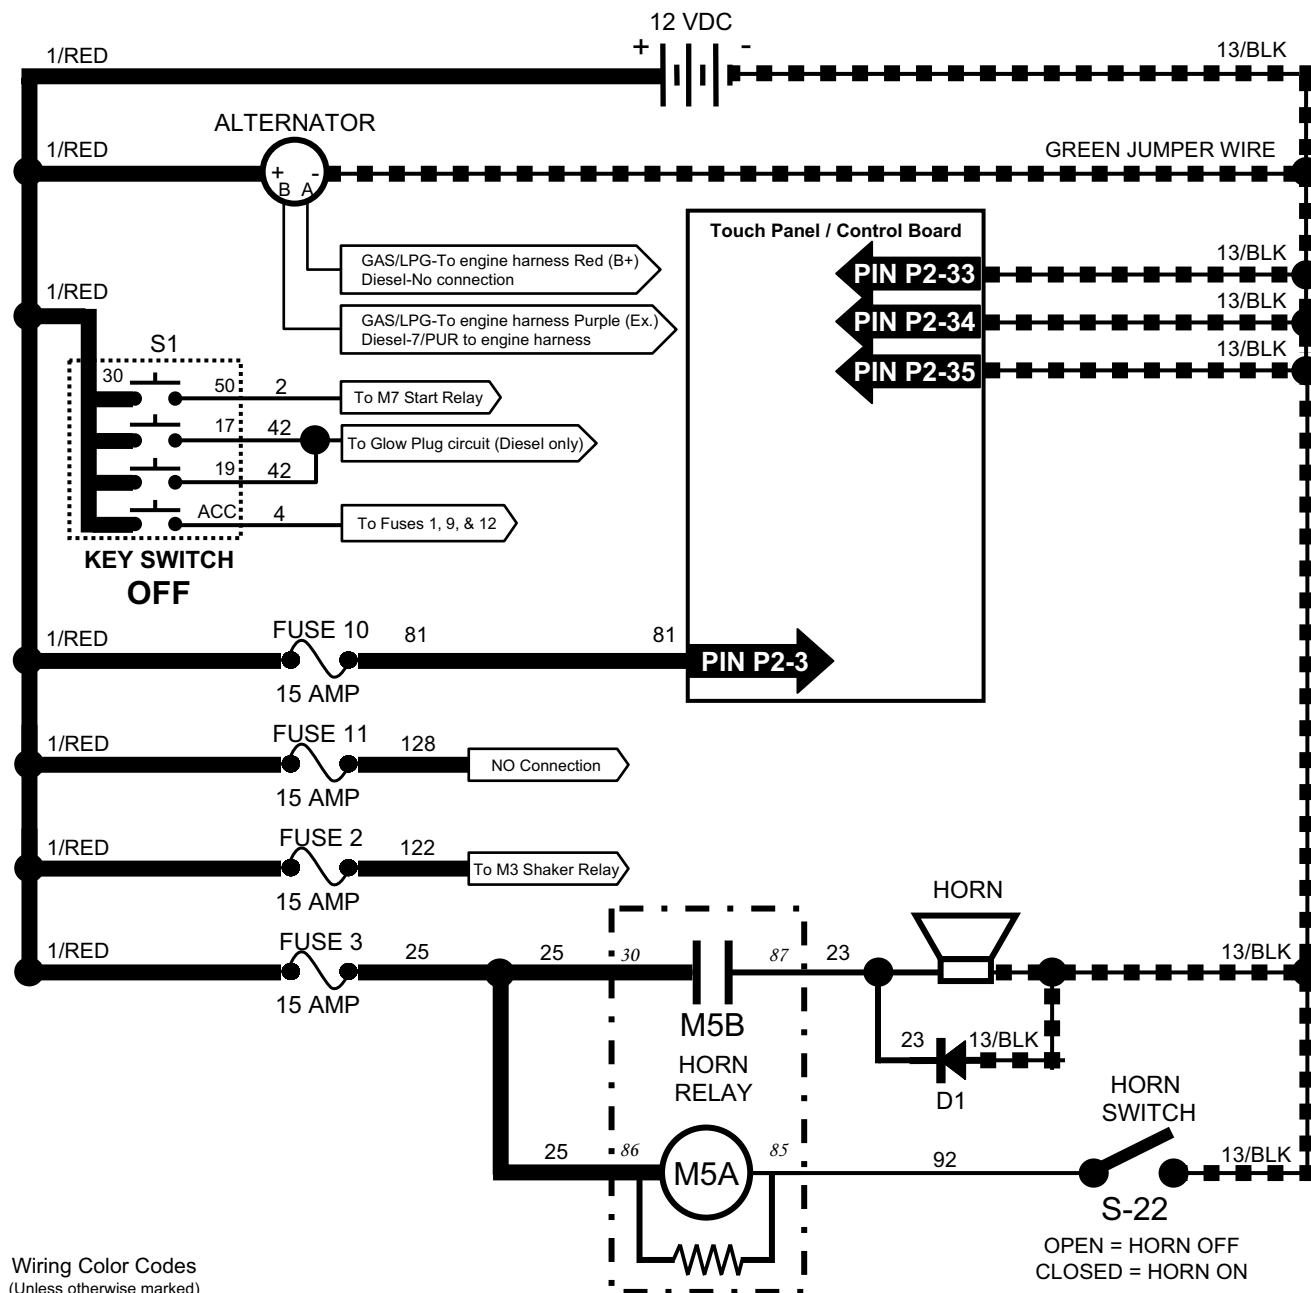 12 VDC
+ -
1/RED
13/BLK
ALTERNATOR
1/RED
+ -
B A
GREEN JUMPER WIRE
GAS/LPG-To engine harness Red (B+)
Diesel-No connection
GAS/LPG-To engine harness Purple (Ex.)
Diesel-7/PUR to engine harness
Touch Panel / Control Board
PIN P2-33
13/BLK
PIN P2-34
13/BLK
PIN P2-35
13/BLK
1/RED
S1
30
50
2
To M7 Start Relay
17
42
To Glow Plug circuit (Diesel only)
19
42
ACC
4
To Fuses 1, 9, & 12
KEY SWITCH
OFF
1/RED
FUSE 10
15 AMP
81
81
PIN P2-3
1/RED
FUSE 11
15 AMP
128
NO Connection
1/RED
FUSE 2
15 AMP
122
To M3 Shaker Relay
1/RED
FUSE 3
15 AMP
25
25
30
87
23
HORN
13/BLK
M5B
HORN
RELAY
23
13/BLK
D1
25
86
M5A
85
92
HORN
SWITCH
13/BLK
S-22
OPEN = HORN OFF
CLOSED = HORN ON
Wiring Color Codes
(Unless otherwise marked)